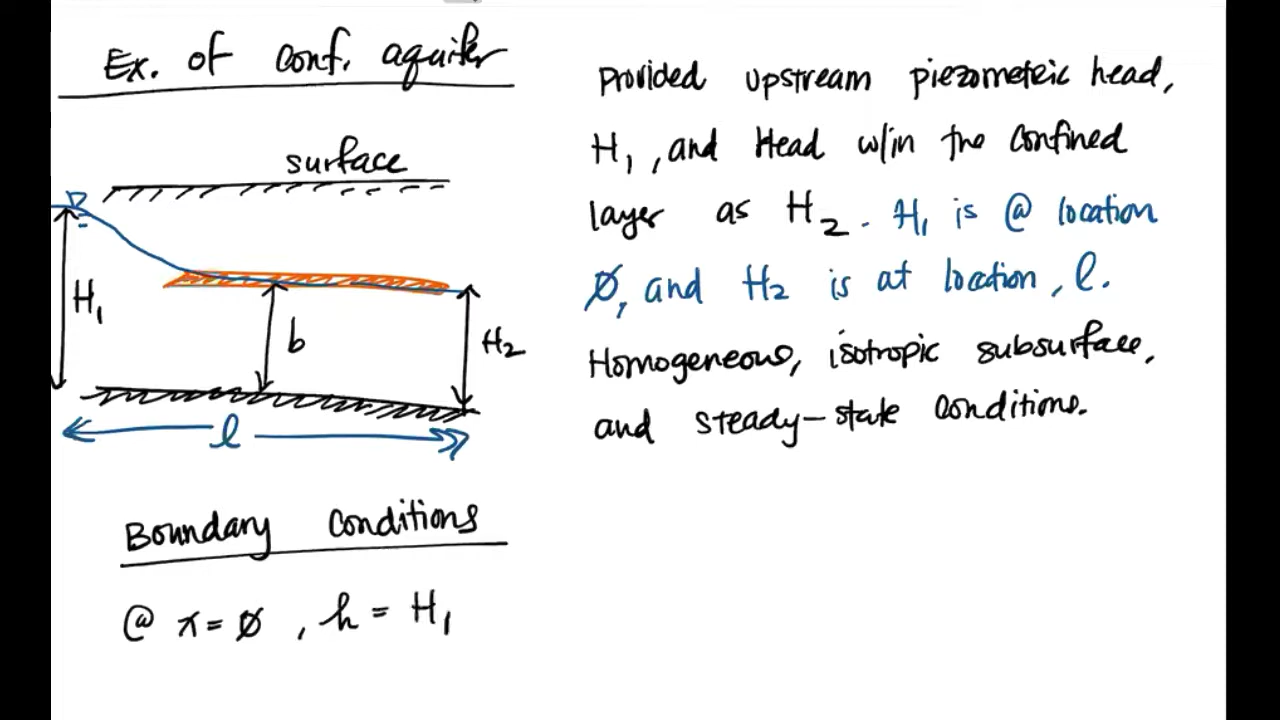 Ex. of conf. aquifer
surface
H1
b
H2
l
Boundary Conditions
@ x = Ø , h = H1
Provided upstream piezometric head,
H1, and Head w/in the confined
layer as H2. H1 is @ location
Ø, and H2 is at location, l.
Homogeneous, isotropic subsurface,
and steady-state conditions.